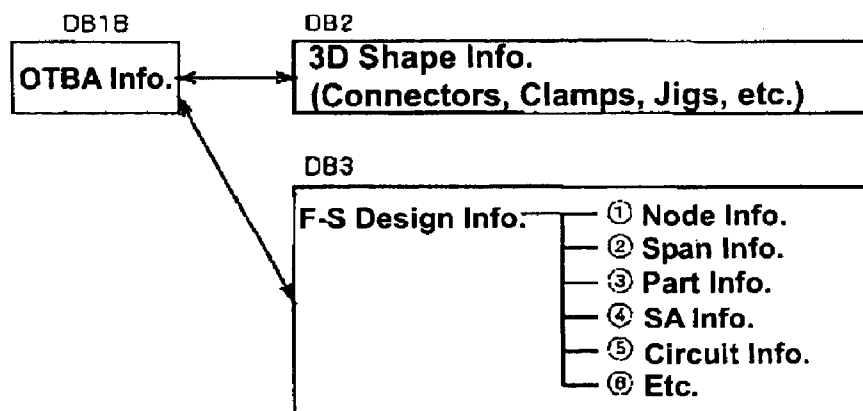 DB1B
OTBA Info.
DB2
3D Shape Info.
(Connectors, Clamps, Jigs, etc.)
DB3
F-S Design Info.
① Node Info.
② Span Info.
③ Part Info.
④ SA Info.
⑤ Circuit Info.
⑥ Etc.